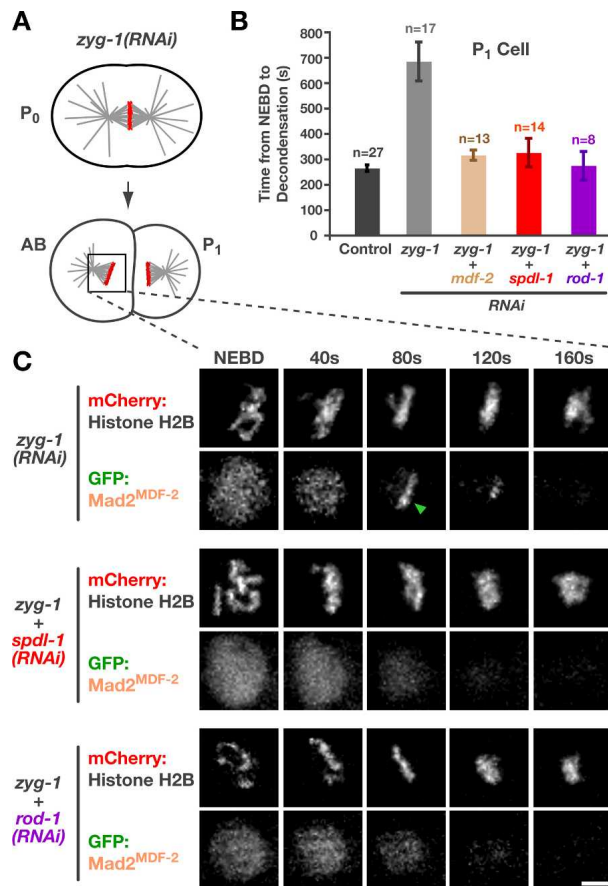 A
zyg-1(RNAi)
P0
AB
P1
B
P1 Cell
Time from NEBD to
Decondensation (s)
800
700
600
500
400
300
200
100
0
n=27
n=17
n=13
n=14
n=8
Control
zyg-1
zyg-1
+
mdf-2
zyg-1
+
spdl-1
zyg-1
+
rod-1
RNAi
C
NEBD 40s 80s 120s 160s
zyg-1
(RNAi)
mCherry:
Histone H2B
GFP:
Mad2MDF-2
zyg-1
+
spdl-1
(RNAi)
mCherry:
Histone H2B
GFP:
Mad2MDF-2
zyg-1
+
rod-1
(RNAi)
mCherry:
Histone H2B
GFP:
Mad2MDF-2